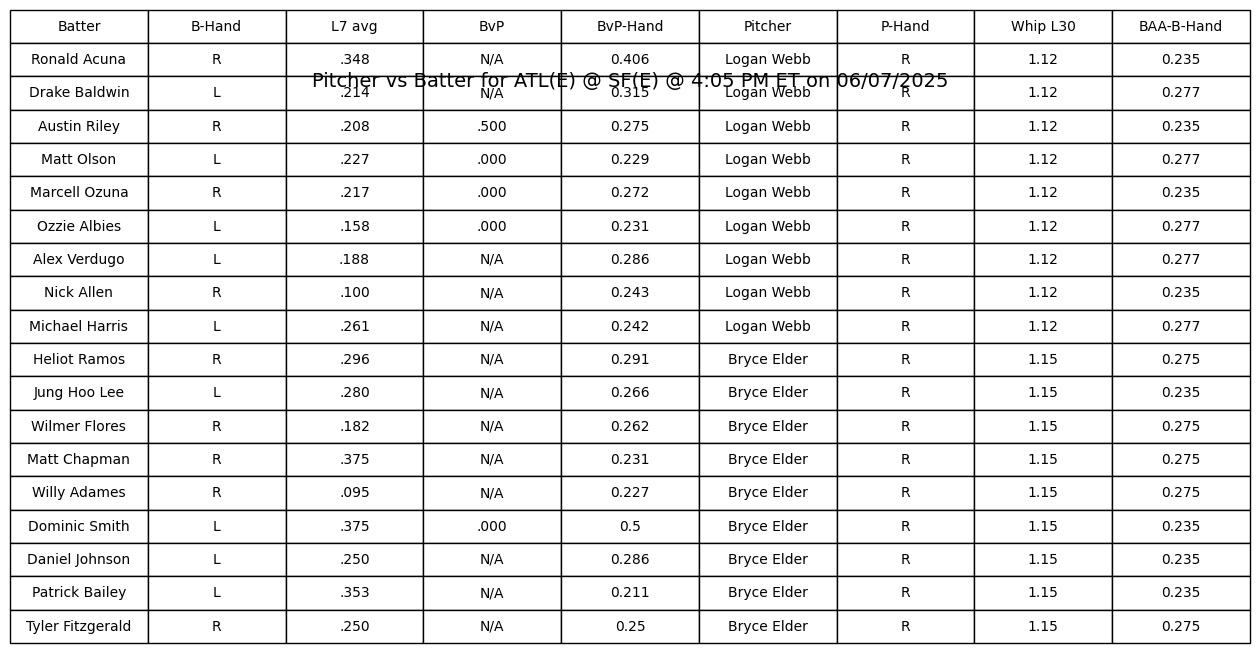 Batter B-Hand L7 avg BvP BvP-Hand Pitcher P-Hand Whip L30 BAA-B-Hand
Ronald Acuna R .348 N/A 0.406 Logan Webb R 1.12 0.235
Pitcher vs Batter for ATL(E) @ SF(E) @ 4:05 PM ET on 06/07/2025
Drake Baldwin L .214 N/A 0.315 Logan Webb R 1.12 0.277
Austin Riley R .208 .500 0.275 Logan Webb R 1.12 0.235
Matt Olson L .227 .000 0.229 Logan Webb R 1.12 0.277
Marcell Ozuna R .217 .000 0.272 Logan Webb R 1.12 0.235
Ozzie Albies L .158 .000 0.231 Logan Webb R 1.12 0.277
Alex Verdugo L .188 N/A 0.286 Logan Webb R 1.12 0.277
Nick Allen R .100 N/A 0.243 Logan Webb R 1.12 0.235
Michael Harris L .261 N/A 0.242 Logan Webb R 1.12 0.277
Heliot Ramos R .296 N/A 0.291 Bryce Elder R 1.15 0.275
Jung Hoo Lee L .280 N/A 0.266 Bryce Elder R 1.15 0.235
Wilmer Flores R .182 N/A 0.262 Bryce Elder R 1.15 0.275
Matt Chapman R .375 N/A 0.231 Bryce Elder R 1.15 0.275
Willy Adames R .095 N/A 0.227 Bryce Elder R 1.15 0.275
Dominic Smith L .375 .000 0.5 Bryce Elder R 1.15 0.235
Daniel Johnson L .250 N/A 0.286 Bryce Elder R 1.15 0.235
Patrick Bailey L .353 N/A 0.211 Bryce Elder R 1.15 0.235
Tyler Fitzgerald R .250 N/A 0.25 Bryce Elder R 1.15 0.275